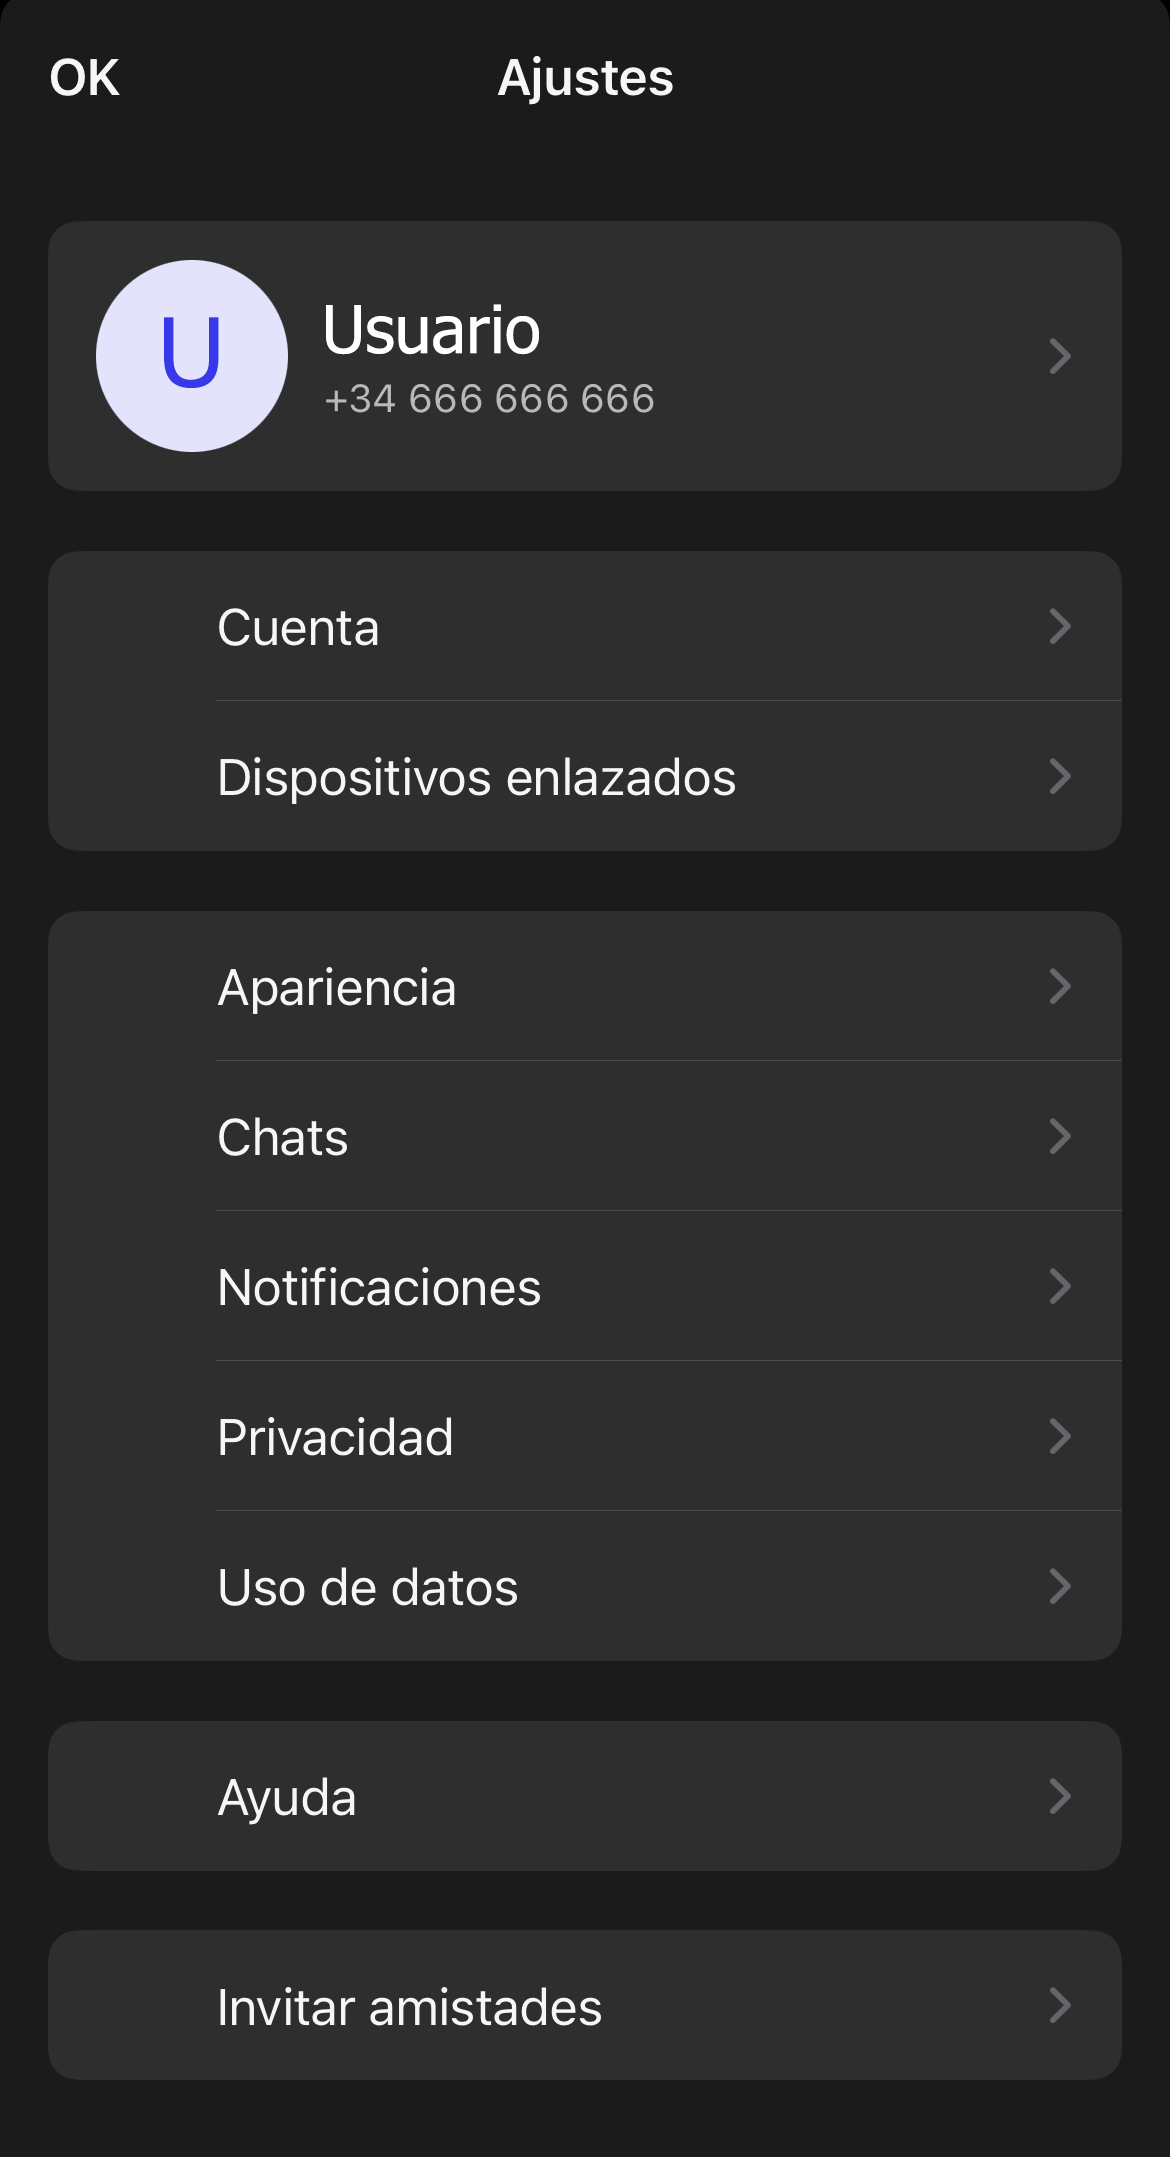 OK
Ajustes
U
Usuario
+34 666 666 666
Cuenta
Dispositivos enlazados
Apariencia
Chats
Notificaciones
Privacidad
Uso de datos
Ayuda
Invitar amistades